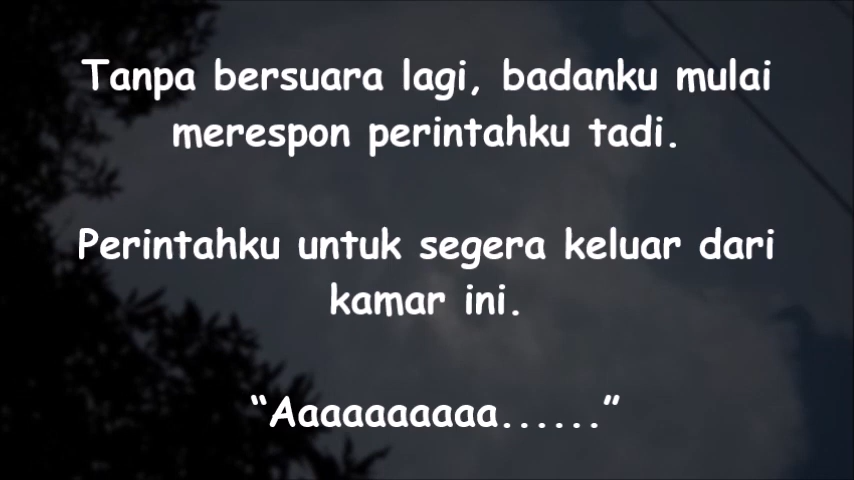 Tanpa bersuara lagi, badanku mulai
merespon perintahku tadi.
Perintahku untuk segera keluar dari
kamar ini.
“Aaaaaaaaaa......”